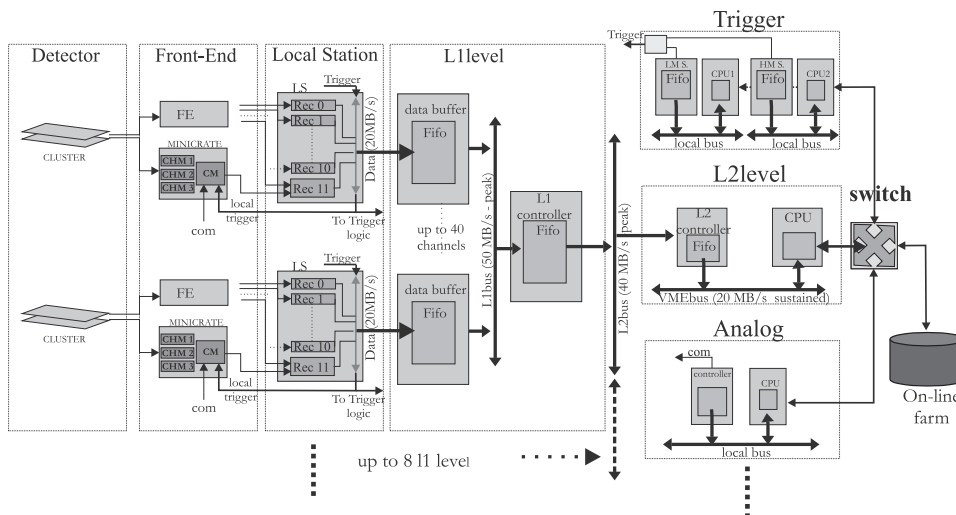 Detector
Front-End
Local Station
L1level
Trigger
L2level
switch
Analog
On-line
farm
CLUSTER
FE
MINICRATE
CHM 1
CHM 2
CHM 3
CM
com
local
trigger
LS
Trigger
Rec 0
Rec 1
Rec 10
Rec 11
Data (20MB/s)
To Trigger
logic
data buffer
Fifo
up to 40
channels
L1bus (50 MB/s - peak)
L1
controller
Fifo
L2bus (40 MB/s - peak)
CLUSTER
FE
MINICRATE
CHM 1
CHM 2
CHM 3
CM
com
local
trigger
LS
Trigger
Rec 0
Rec 1
Rec 10
Rec 11
Data (20MB/s)
To Trigger
logic
data buffer
Fifo
Trigger
LM S.
Fifo
CPU1
HM S.
Fifo
CPU2
local bus
local bus
L2
controller
Fifo
CPU
VMEbus (20 MB/s sustained)
com
controller
CPU
local bus
up to 8 l1 level